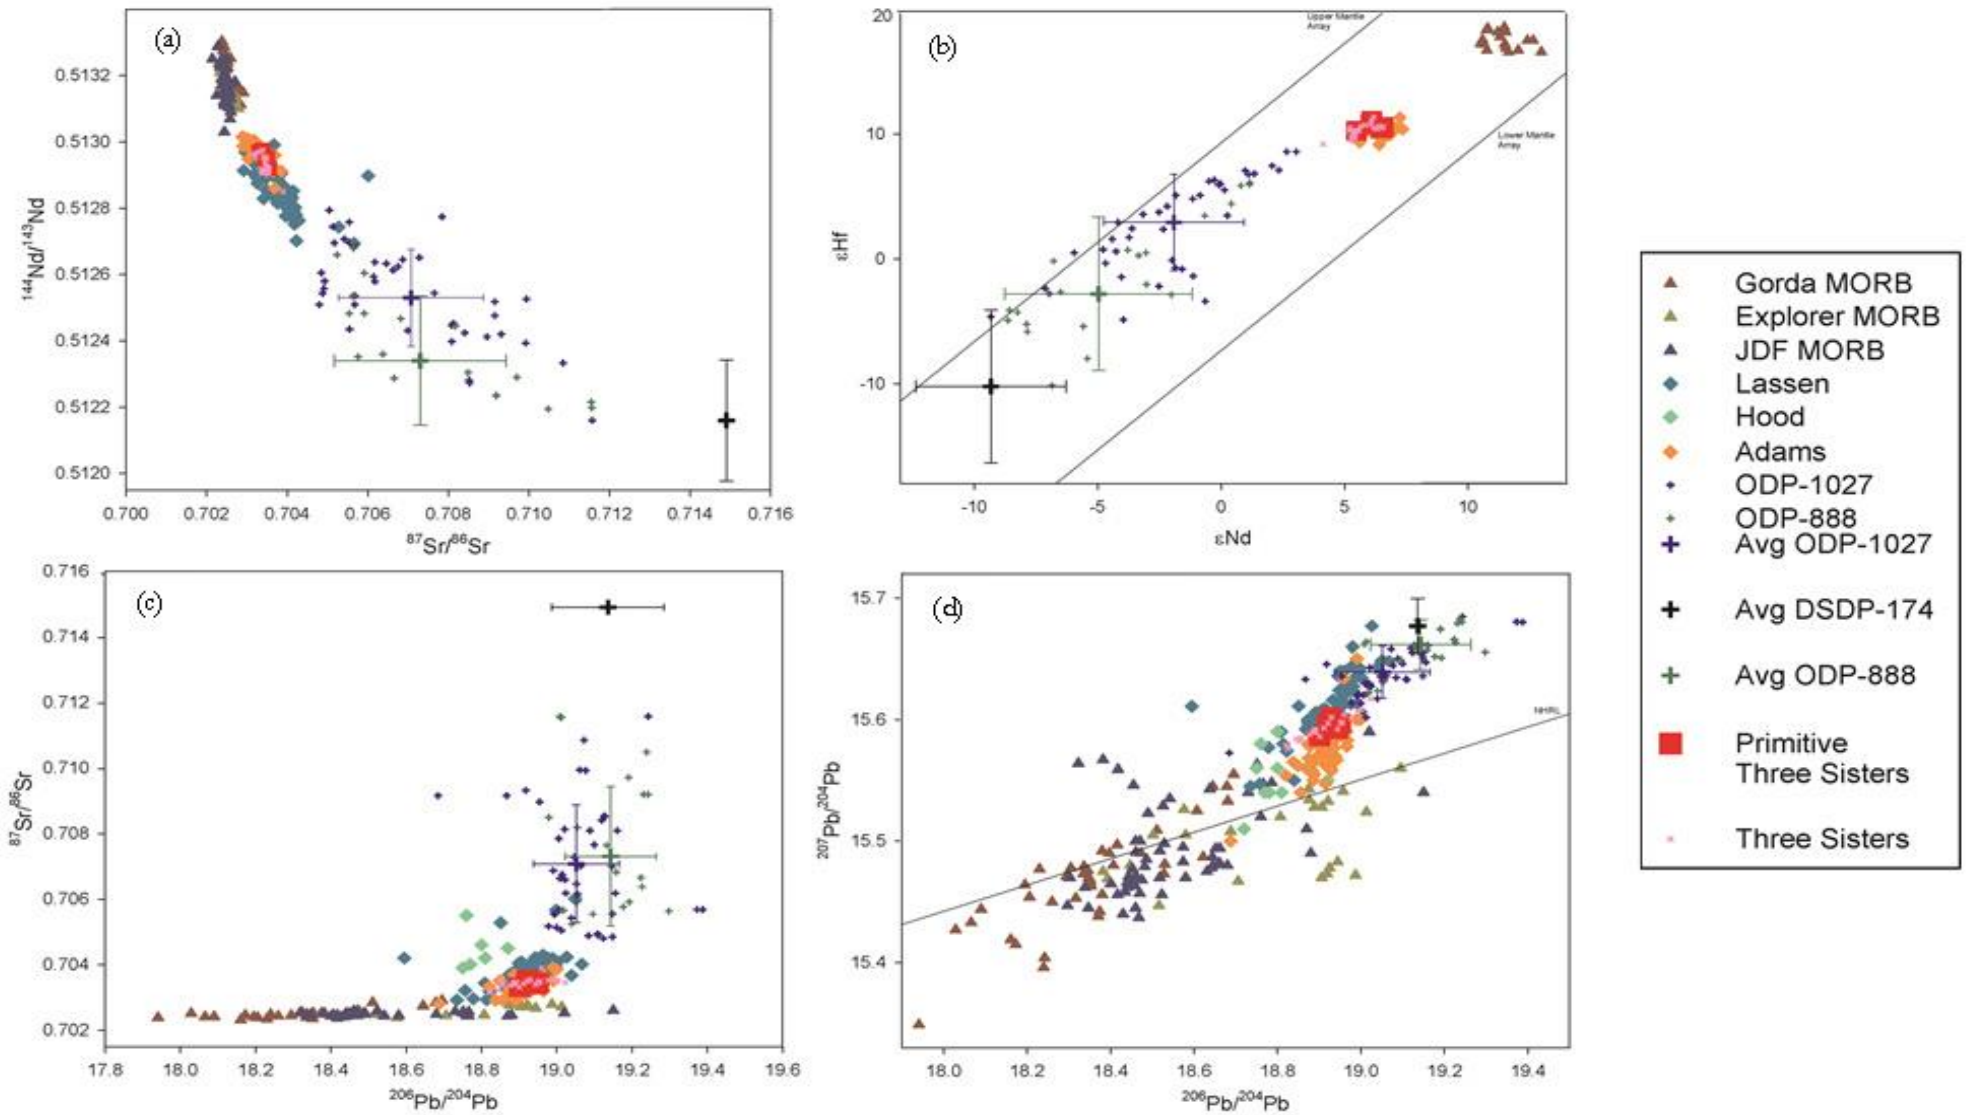 (a)
0.5132
0.5130
0.5128
0.5126
0.5124
0.5122
0.5120
¹⁴⁴Nd/¹⁴³Nd
0.700 0.702 0.704 0.706 0.708 0.710 0.712 0.714 0.716
⁸⁷Sr/⁸⁶Sr
(b)
20
10
0
-10
εHf
Upper Mantle
Array
Lower Mantle
Array
-10 -5 0 5 10
εNd
(c)
0.716
0.714
0.712
0.710
0.708
0.706
0.704
0.702
⁸⁷Sr/⁸⁶Sr
17.8 18.0 18.2 18.4 18.6 18.8 19.0 19.2 19.4 19.6
²⁰⁶Pb/²⁰⁴Pb
(d)
15.7
15.6
15.5
15.4
²⁰⁷Pb/²⁰⁴Pb
NHRL
18.0 18.2 18.4 18.6 18.8 19.0 19.2 19.4
²⁰⁶Pb/²⁰⁴Pb
Gorda MORB
Explorer MORB
JDF MORB
Lassen
Hood
Adams
ODP-1027
ODP-888
Avg ODP-1027
Avg DSDP-174
Avg ODP-888
Primitive
Three Sisters
Three Sisters